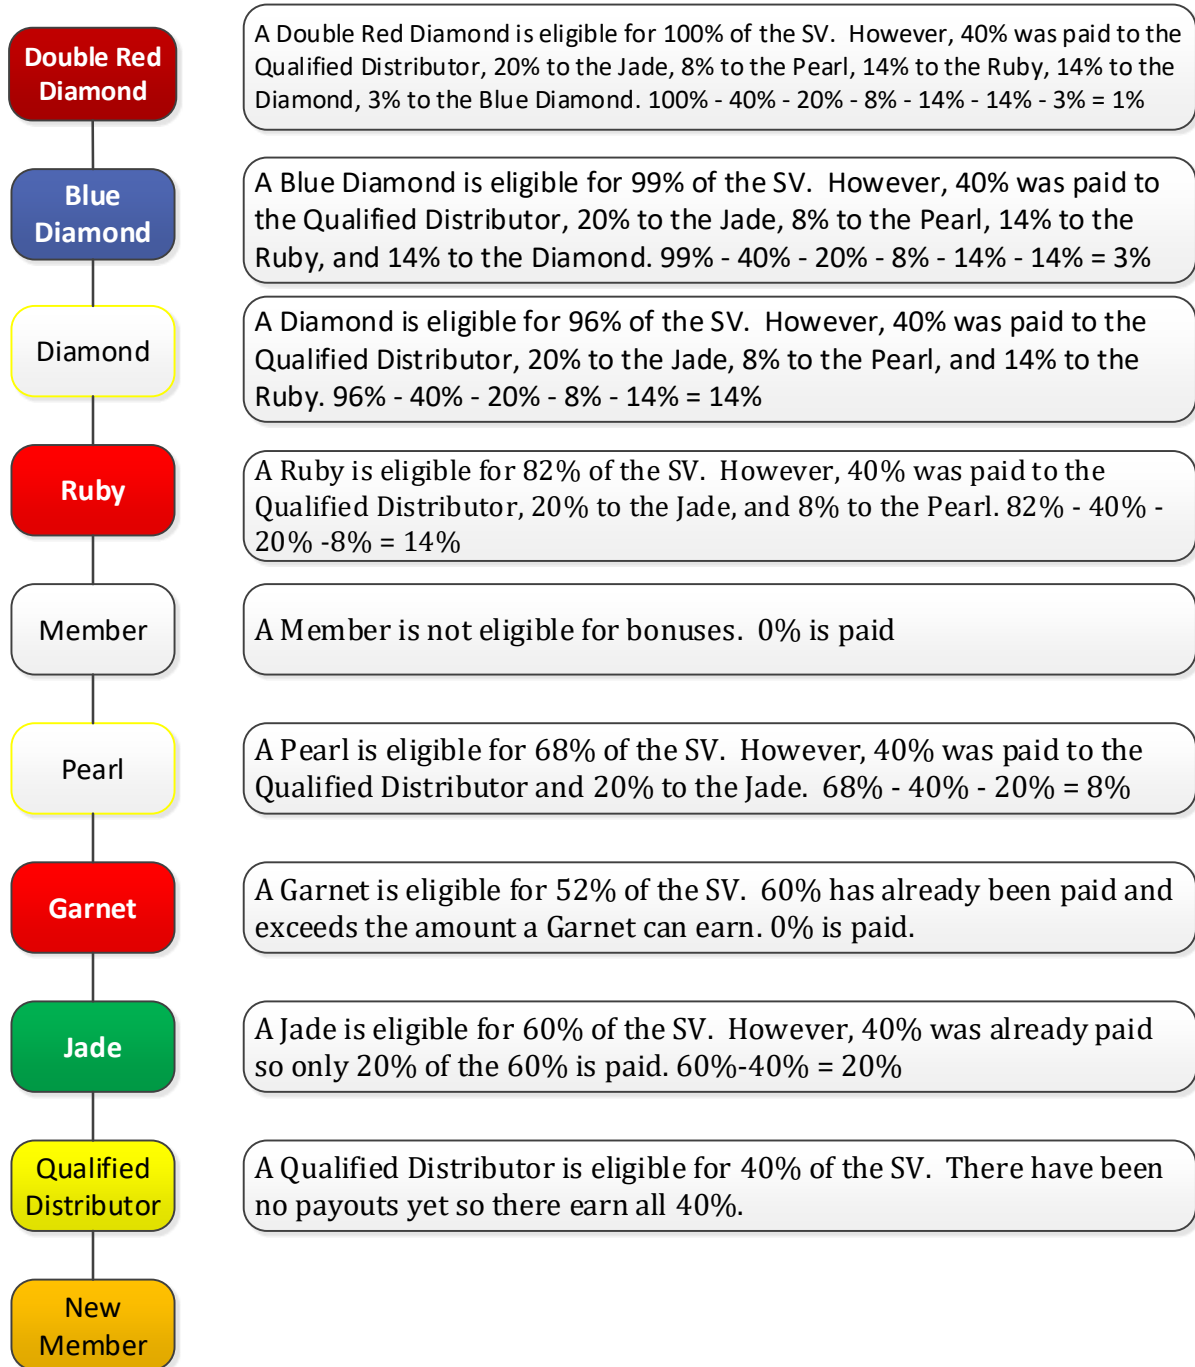 Double Red
Diamond
A Double Red Diamond is eligible for 100% of the SV.  However, 40% was paid to the
Qualified Distributor, 20% to the Jade, 8% to the Pearl, 14% to the Ruby, 14% to the
Diamond, 3% to the Blue Diamond. 100% - 40% - 20% - 8% - 14% - 14% - 3% = 1%
Blue
Diamond
A Blue Diamond is eligible for 99% of the SV.  However, 40% was paid to
the Qualified Distributor, 20% to the Jade, 8% to the Pearl, 14% to the
Ruby, and 14% to the Diamond. 99% - 40% - 20% - 8% - 14% - 14% = 3%
Diamond
A Diamond is eligible for 96% of the SV.  However, 40% was paid to the
Qualified Distributor, 20% to the Jade, 8% to the Pearl, and 14% to the
Ruby. 96% - 40% - 20% - 8% - 14% = 14%
Ruby
A Ruby is eligible for 82% of the SV.  However, 40% was paid to the
Qualified Distributor, 20% to the Jade, and 8% to the Pearl. 82% - 40% -
20% -8% = 14%
Member
A Member is not eligible for bonuses.  0% is paid
Pearl
A Pearl is eligible for 68% of the SV.  However, 40% was paid to the
Qualified Distributor and 20% to the Jade.  68% - 40% - 20% = 8%
Garnet
A Garnet is eligible for 52% of the SV.  60% has already been paid and
exceeds the amount a Garnet can earn. 0% is paid.
Jade
A Jade is eligible for 60% of the SV.  However, 40% was already paid
so only 20% of the 60% is paid. 60%-40% = 20%
Qualified
Distributor
A Qualified Distributor is eligible for 40% of the SV.  There have been
no payouts yet so there earn all 40%.
New
Member